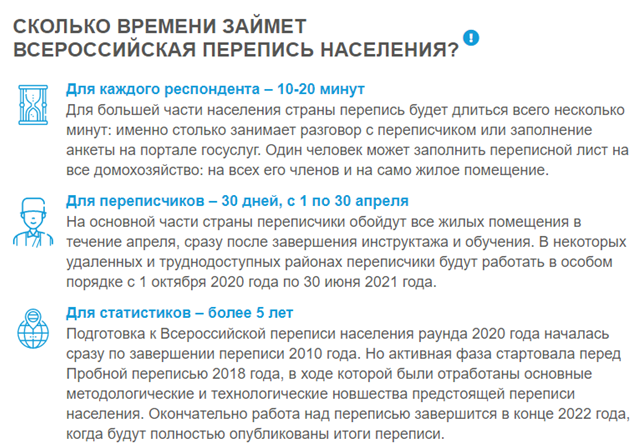 СКОЛЬКО ВРЕМЕНИ ЗАЙМЕТ
ВСЕРОССИЙСКАЯ ПЕРЕПИСЬ НАСЕЛЕНИЯ?
Для каждого респондента – 10-20 минут
Для большей части населения страны перепись будет длиться всего несколько
минут: именно столько занимает разговор с переписчиком или заполнение
анкеты на портале госуслуг. Один человек может заполнить переписной лист на
все домохозяйство: на всех его членов и на само жилое помещение.
Для переписчиков – 30 дней, с 1 по 30 апреля
На основной части страны переписчики обойдут все жилых помещения в
течение апреля, сразу после завершения инструктажа и обучения. В некоторых
удаленных и труднодоступных районах переписчики будут работать в особом
порядке с 1 октября 2020 года по 30 июня 2021 года.
Для статистиков – более 5 лет
Подготовка к Всероссийской переписи населения раунда 2020 года началась
сразу по завершении переписи 2010 года. Но активная фаза стартовала перед
Пробной переписью 2018 года, в ходе которой были отработаны основные
методологические и технологические новшества предстоящей переписи
населения. Окончательно работа над переписью завершится в конце 2022 года,
когда будут полностью опубликованы итоги переписи.